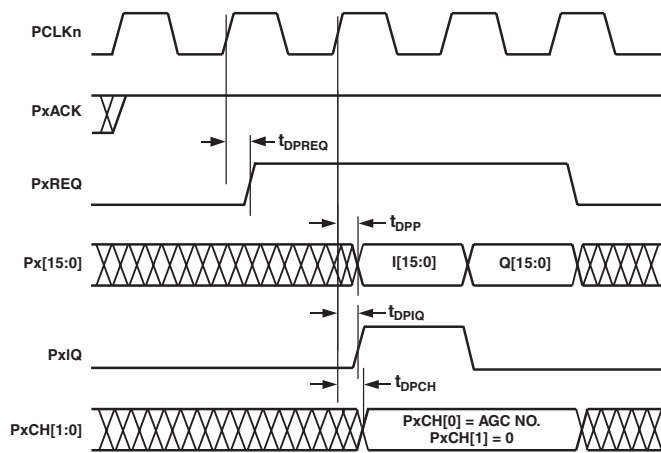 PCLKn
PxACK
tDPREQ
PxREQ
tDPP
Px[15:0]
I[15:0]
Q[15:0]
tDPIQ
PxIQ
tDPCH
PxCH[1:0]
PxCH[0] = AGC NO.
PxCH[1] = 0